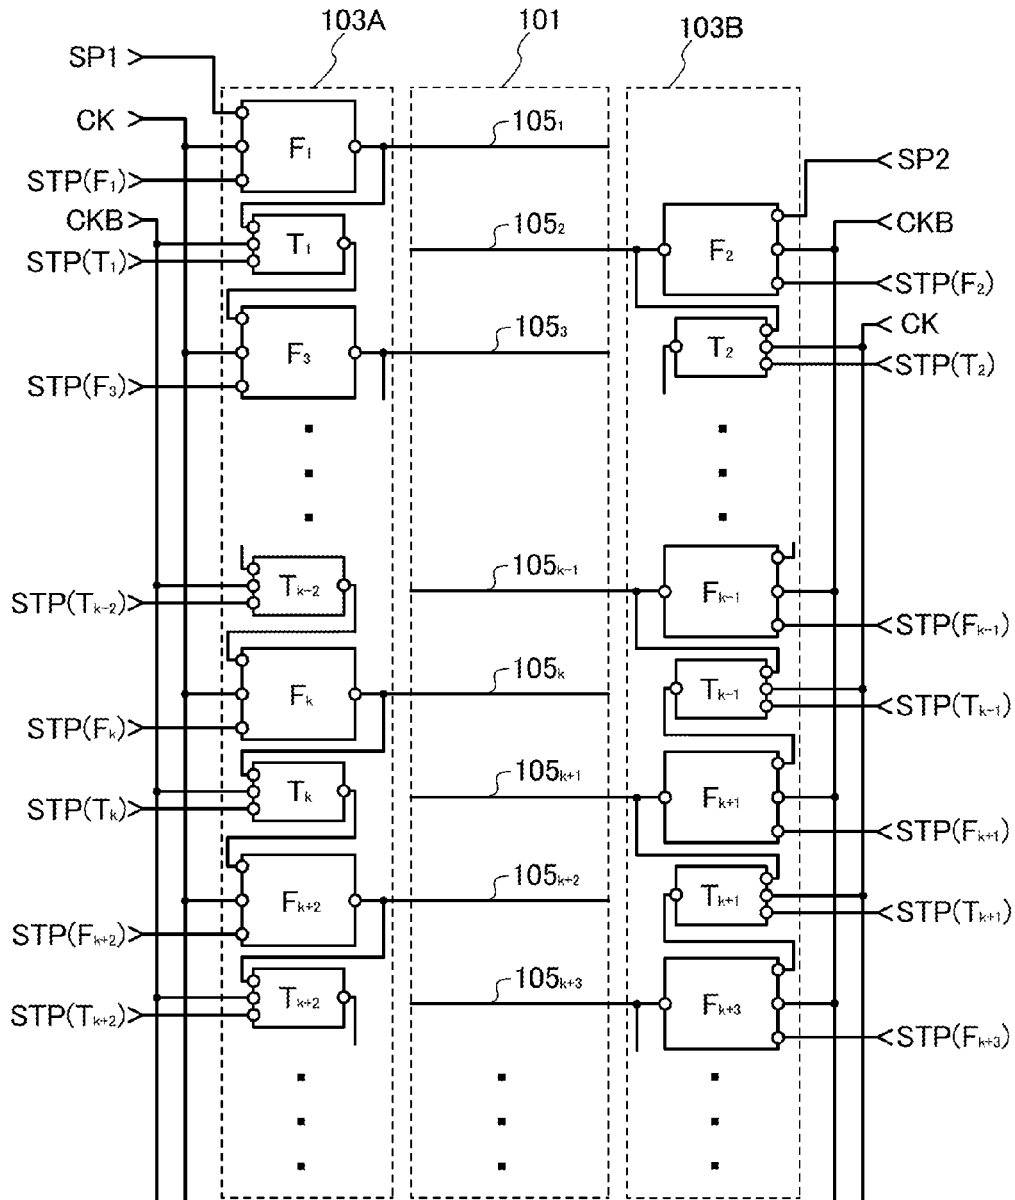 103A 101 103B
SP1
CK
F₁ 105₁
SP2
STP(F₁)
CKB T₁ 105₂ F₂ CKB
STP(T₁)
STP(F₂)
CK
F₃ 105₃ T₂
STP(T₂)
STP(F₃)
Tₖ₋₂ 105ₖ₋₁ Fₖ₋₁
STP(Tₖ₋₂)
STP(Fₖ₋₁)
Fₖ 105ₖ Tₖ₋₁
STP(Tₖ₋₁)
STP(Fₖ)
Tₖ 105ₖ₊₁ Fₖ₊₁
STP(Tₖ)
STP(Fₖ₊₁)
Fₖ₊₂ 105ₖ₊₂ Tₖ₊₁
STP(Tₖ₊₁)
STP(Fₖ₊₂)
Tₖ₊₂ 105ₖ₊₃ Fₖ₊₃
STP(Tₖ₊₂)
STP(Fₖ₊₃)